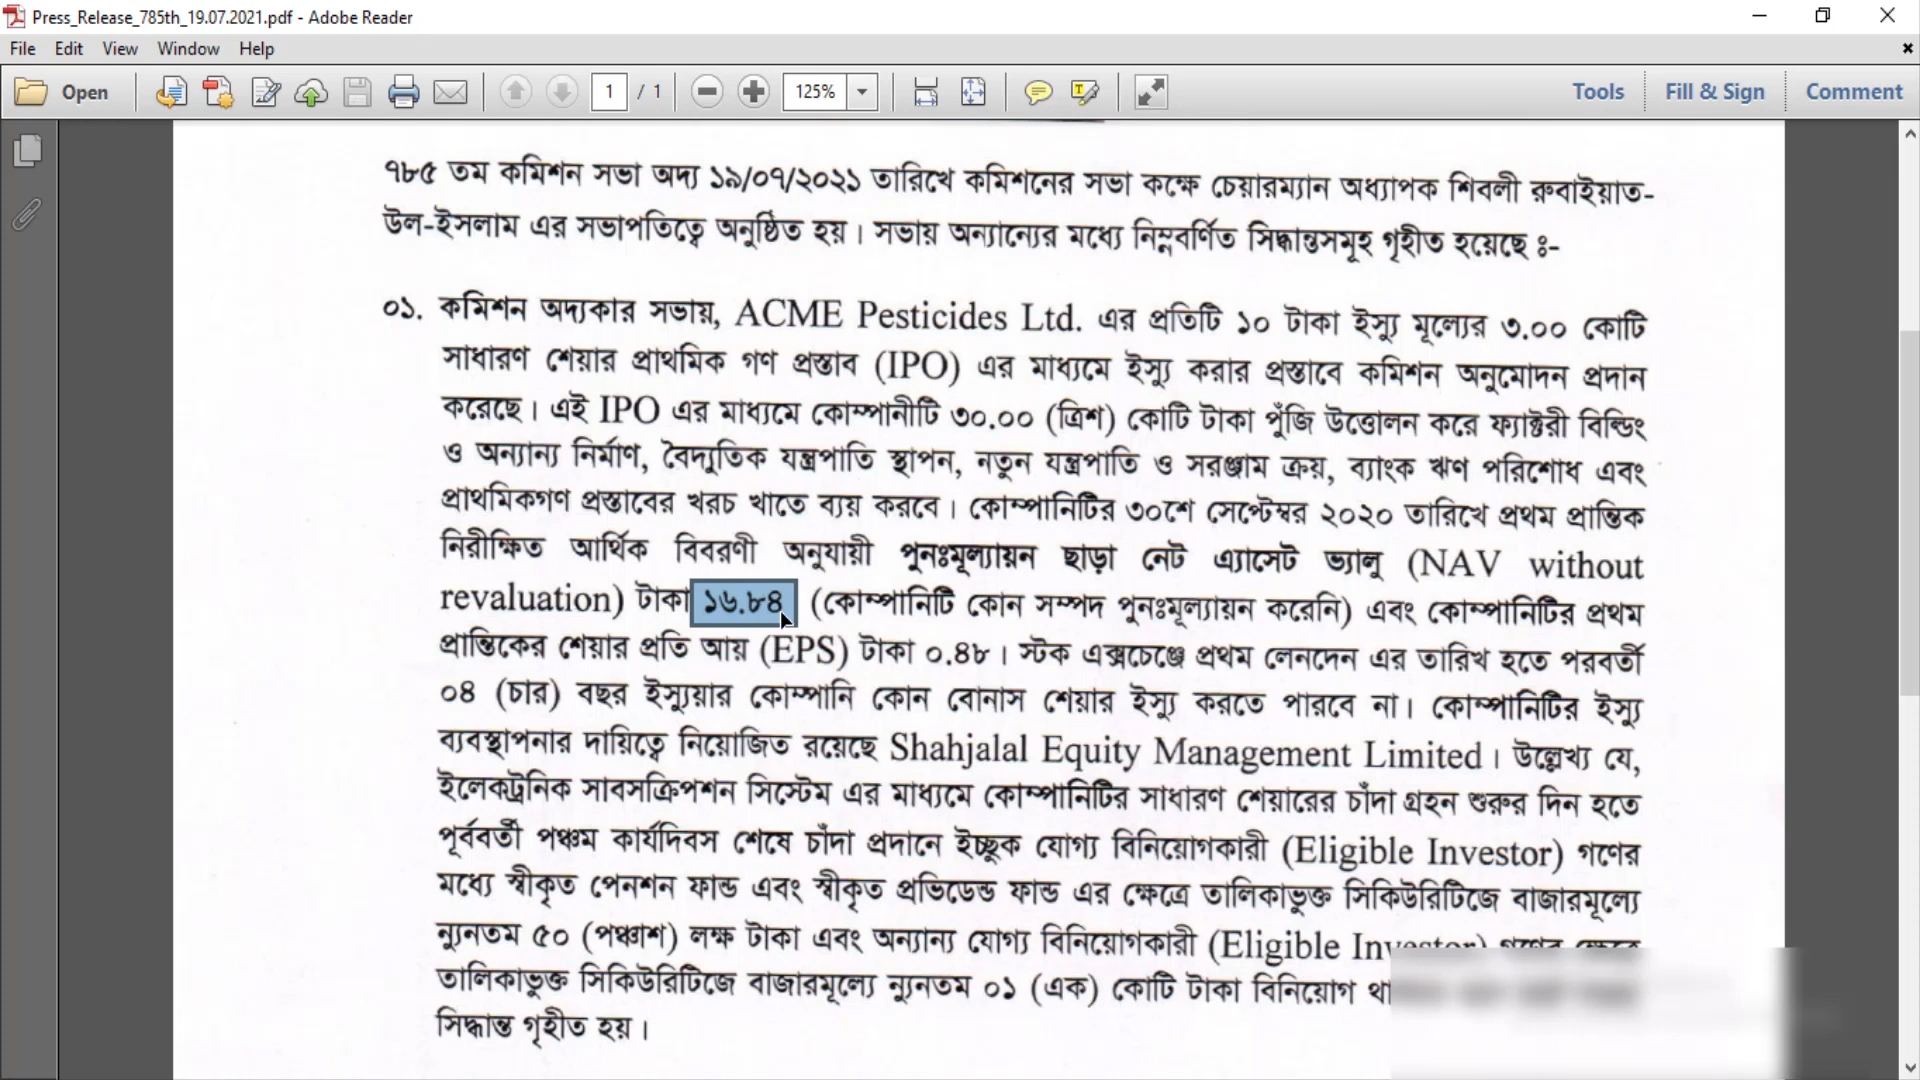 Press_Release_785th_19.07.2021.pdf - Adobe Reader
File Edit View Window Help
Open 1 / 1 125% Tools Fill & Sign Comment
৭৮৫ তম কমিশন সভা অদ্য ১৯/০৭/২০২১ তারিখে কমিশনের সভা কক্ষে চেয়ারম্যান অধ্যাপক শিবলী রুবাইয়াত-
উল-ইসলাম এর সভাপতিত্বে অনুষ্ঠিত হয়। সভায় অন্যান্যের মধ্যে নিম্নবর্ণিত সিদ্ধান্তসমূহ গৃহীত হয়েছে ঃ-
০১. কমিশন অদ্যকার সভায়, ACME Pesticides Ltd. এর প্রতিটি ১০ টাকা ইস্যু মূল্যের ৩.০০ কোটি
সাধারণ শেয়ার প্রাথমিক গণ প্রস্তাব (IPO) এর মাধ্যমে ইস্যু করার প্রস্তাবে কমিশন অনুমোদন প্রদান
করেছে। এই IPO এর মাধ্যমে কোম্পানীটি ৩০.০০ (ত্রিশ) কোটি টাকা পুঁজি উত্তোলন করে ফ্যাক্টরী বিল্ডিং
ও অন্যান্য নির্মাণ, বৈদ্যুতিক যন্ত্রপাতি স্থাপন, নতুন যন্ত্রপাতি ও সরঞ্জাম ক্রয়, ব্যাংক ঋণ পরিশোধ এবং
প্রাথমিকগণ প্রস্তাবের খরচ খাতে ব্যয় করবে। কোম্পানিটির ৩০শে সেপ্টেম্বর ২০২০ তারিখে প্রথম প্রান্তিক
নিরীক্ষিত আর্থিক বিবরণী অনুযায়ী পুনঃমূল্যায়ন ছাড়া নেট এ্যাসেট ভ্যালু (NAV without
revaluation) টাকা ১৬.৮৪ (কোম্পানিটি কোন সম্পদ পুনঃমূল্যায়ন করেনি) এবং কোম্পানিটির প্রথম
প্রান্তিকের শেয়ার প্রতি আয় (EPS) টাকা ০.৪৮। স্টক এক্সচেঞ্জে প্রথম লেনদেন এর তারিখ হতে পরবর্তী
০৪ (চার) বছর ইস্যুয়ার কোম্পানি কোন বোনাস শেয়ার ইস্যু করতে পারবে না। কোম্পানিটির ইস্যু
ব্যবস্থাপনার দায়িত্বে নিয়োজিত রয়েছে Shahjalal Equity Management Limited। উল্লেখ্য যে,
ইলেকট্রনিক সাবসক্রিপশন সিস্টেম এর মাধ্যমে কোম্পানিটির সাধারণ শেয়ারের চাঁদা গ্রহন শুরুর দিন হতে
পূর্ববর্তী পঞ্চম কার্যদিবস শেষে চাঁদা প্রদানে ইচ্ছুক যোগ্য বিনিয়োগকারী (Eligible Investor) গণের
মধ্যে স্বীকৃত পেনশন ফান্ড এবং স্বীকৃত প্রভিডেন্ড ফান্ড এর ক্ষেত্রে তালিকাভুক্ত সিকিউরিটিজে বাজারমূল্যে
ন্যুনতম ৫০ (পঞ্চাশ) লক্ষ টাকা এবং অন্যান্য যোগ্য বিনিয়োগকারী (Eligible Investor) গণের ক্ষেত্রে
তালিকাভুক্ত সিকিউরিটিজে বাজারমূল্যে ন্যুনতম ০১ (এক) কোটি টাকা বিনিয়োগ
সিদ্ধান্ত গৃহীত হয়।